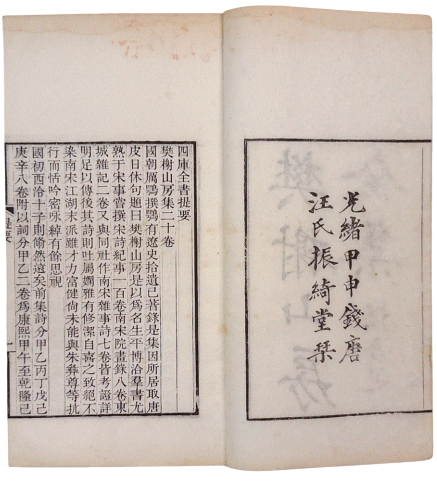 光緒甲申錢唐
汪氏振綺堂栞
四庫全書提要
樊榭山房集二十卷
國朝厲鶚撰鶚有遼史拾遺已著錄是集因所居取唐
皮日休句題曰樊榭山房是以爲名生平博洽羣書尤
熟于宋事嘗撰宋詩紀事一百卷南宋院畫錄八卷東
城雜記二卷又與同社作南宋雜事詩七卷皆考證詳
明足以傳後其詩則吐屬嫻雅有修潔自喜之致絕不
染南宋江湖末派雖才力富健尚未能與朱彝尊等抗
行而恬吟密咏綽有餘思視
國初西泠十子則翛然遠矣前集詩分甲乙丙丁戊己
庚辛八卷附以詞分甲乙二卷爲康熙甲午至乾隆己
提要